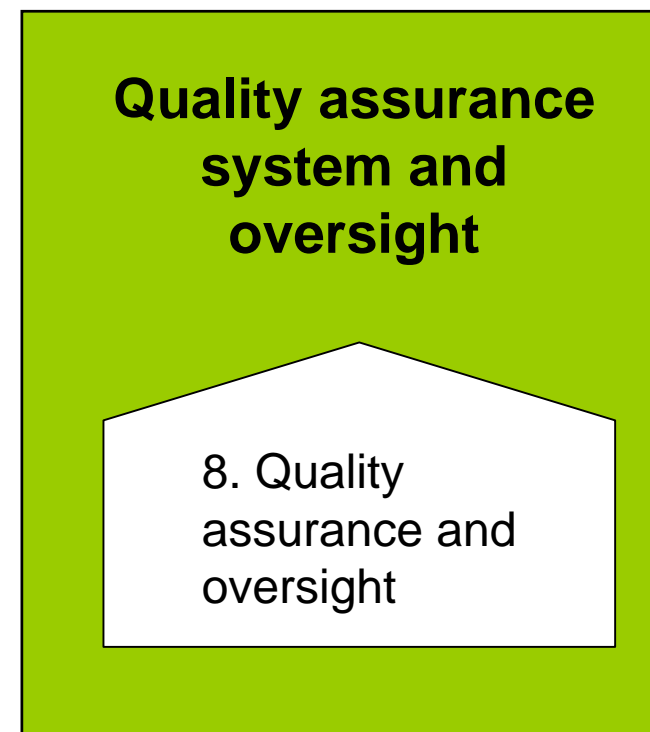 Quality assurance
system and
oversight
8. Quality
assurance and
oversight